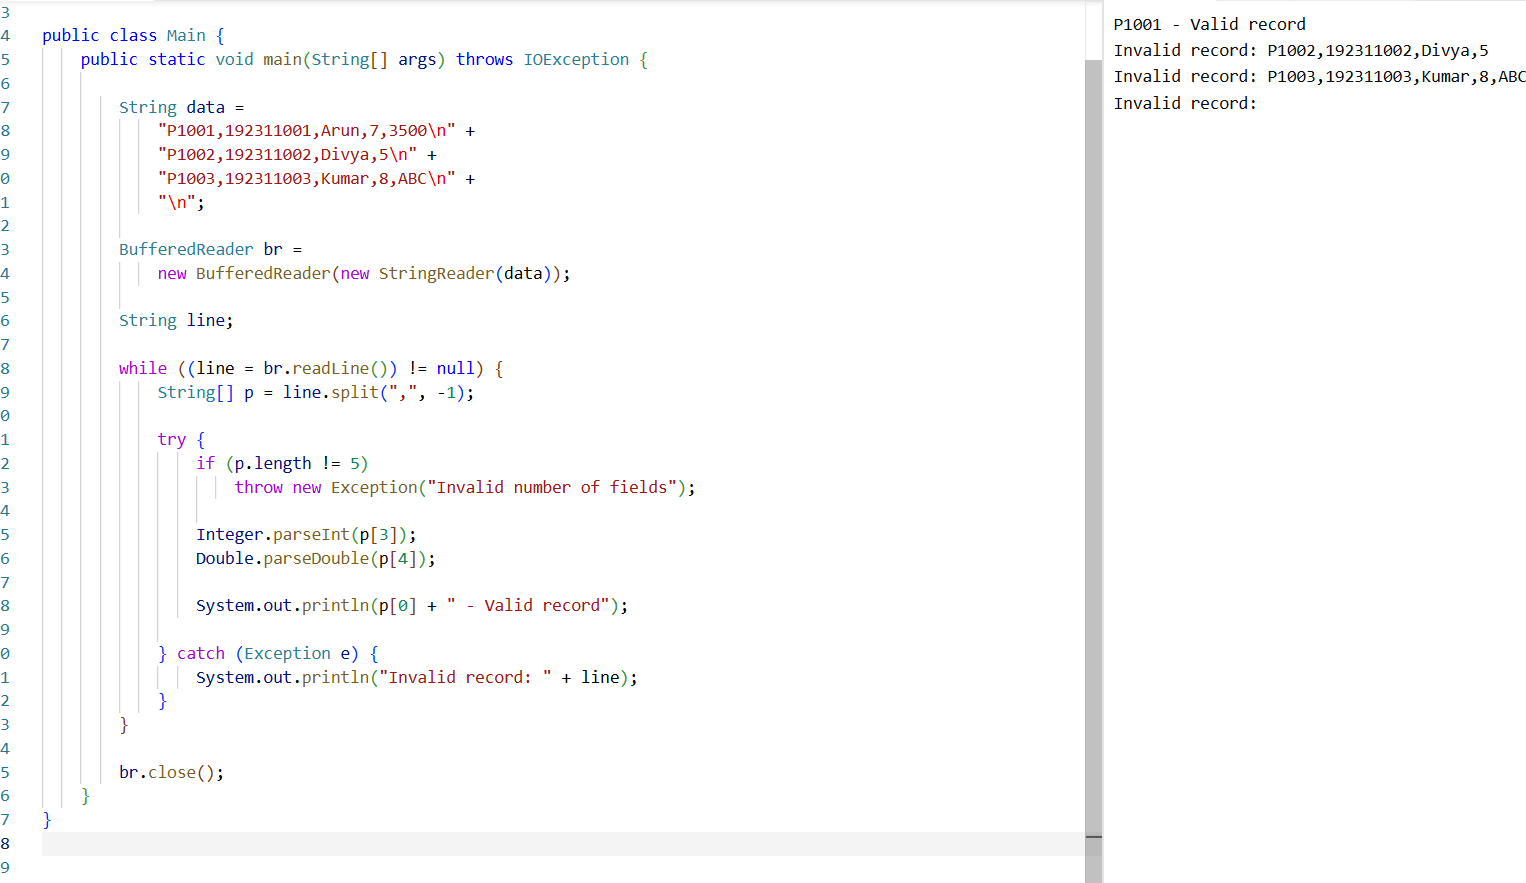 3
4 public class Main {
5     public static void main(String[] args) throws IOException {
6
7         String data =
8             "P1001,192311001,Arun,7,3500\n" +
9             "P1002,192311002,Divya,5\n" +
0             "P1003,192311003,Kumar,8,ABC\n" +
1             "\n";
2
3         BufferedReader br =
4             new BufferedReader(new StringReader(data));
5
6         String line;
7
8         while ((line = br.readLine()) != null) {
9             String[] p = line.split(",", -1);
0
1             try {
2                 if (p.length != 5)
3                     throw new Exception("Invalid number of fields");
4
5                 Integer.parseInt(p[3]);
6                 Double.parseDouble(p[4]);
7
8                 System.out.println(p[0] + " - Valid record");
9
0             } catch (Exception e) {
1                 System.out.println("Invalid record: " + line);
2             }
3         }
4
5         br.close();
6     }
7 }
8
9
P1001 - Valid record
Invalid record: P1002,192311002,Divya,5
Invalid record: P1003,192311003,Kumar,8,ABC
Invalid record: